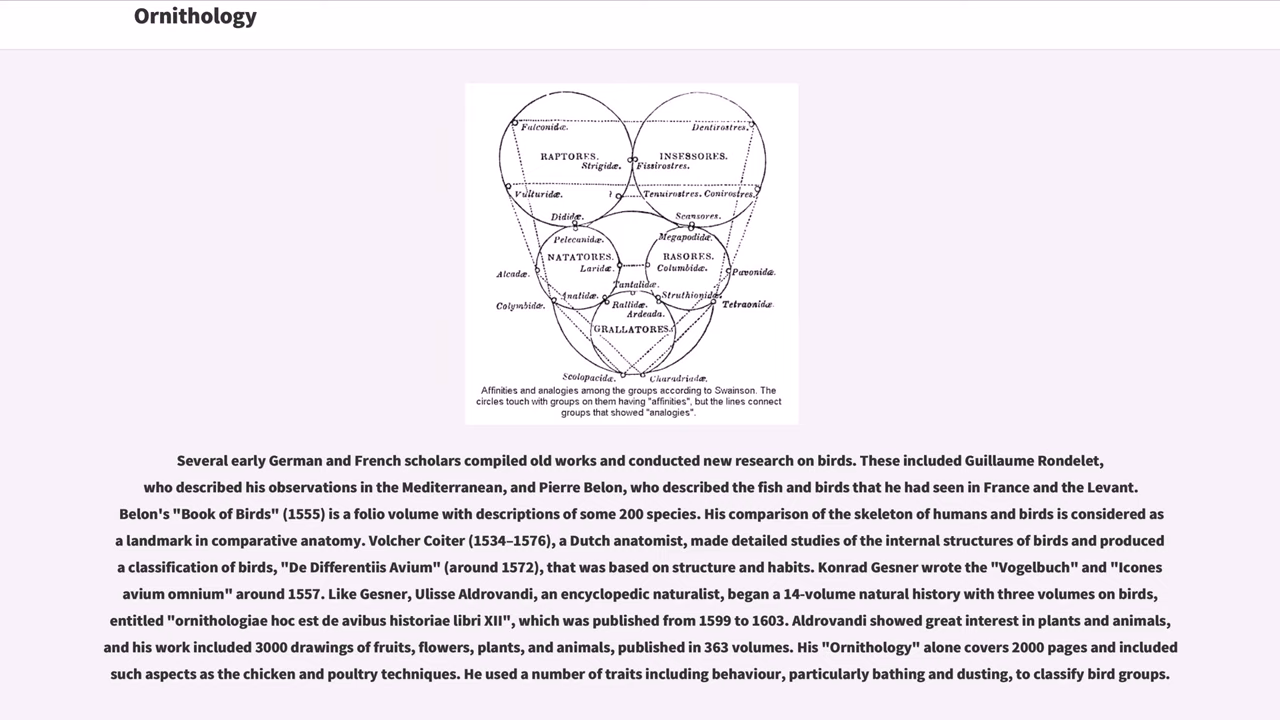 Ornithology
Falconidæ. Dentirostres.
RAPTORES. INSESSORES.
Strigidæ. Fissirostres.
Vulturidæ. ? Tenuirostres. Conirostres.
Dididæ. Scansores.
Pelecanidæ. Megapodidæ.
NATATORES. RASORES.
Laridæ. Columbidæ.
Alcadæ. Pavonidæ.
Tantalidæ.
Anatidæ. Struthionidæ.
Colymbidæ. Rallidæ. Tetraonidæ.
Ardeada.
GRALLATORES.
Scolopacidæ. Charadriadæ.
Affinities and analogies among the groups according to Swainson. The
circles touch with groups on them having "affinities", but the lines connect
groups that showed "analogies".
Several early German and French scholars compiled old works and conducted new research on birds. These included Guillaume Rondelet,
who described his observations in the Mediterranean, and Pierre Belon, who described the fish and birds that he had seen in France and the Levant.
Belon's "Book of Birds" (1555) is a folio volume with descriptions of some 200 species. His comparison of the skeleton of humans and birds is considered as
a landmark in comparative anatomy. Volcher Coiter (1534–1576), a Dutch anatomist, made detailed studies of the internal structures of birds and produced
a classification of birds, "De Differentiis Avium" (around 1572), that was based on structure and habits. Konrad Gesner wrote the "Vogelbuch" and "Icones
avium omnium" around 1557. Like Gesner, Ulisse Aldrovandi, an encyclopedic naturalist, began a 14-volume natural history with three volumes on birds,
entitled "ornithologiae hoc est de avibus historiae libri XII", which was published from 1599 to 1603. Aldrovandi showed great interest in plants and animals,
and his work included 3000 drawings of fruits, flowers, plants, and animals, published in 363 volumes. His "Ornithology" alone covers 2000 pages and included
such aspects as the chicken and poultry techniques. He used a number of traits including behaviour, particularly bathing and dusting, to classify bird groups.